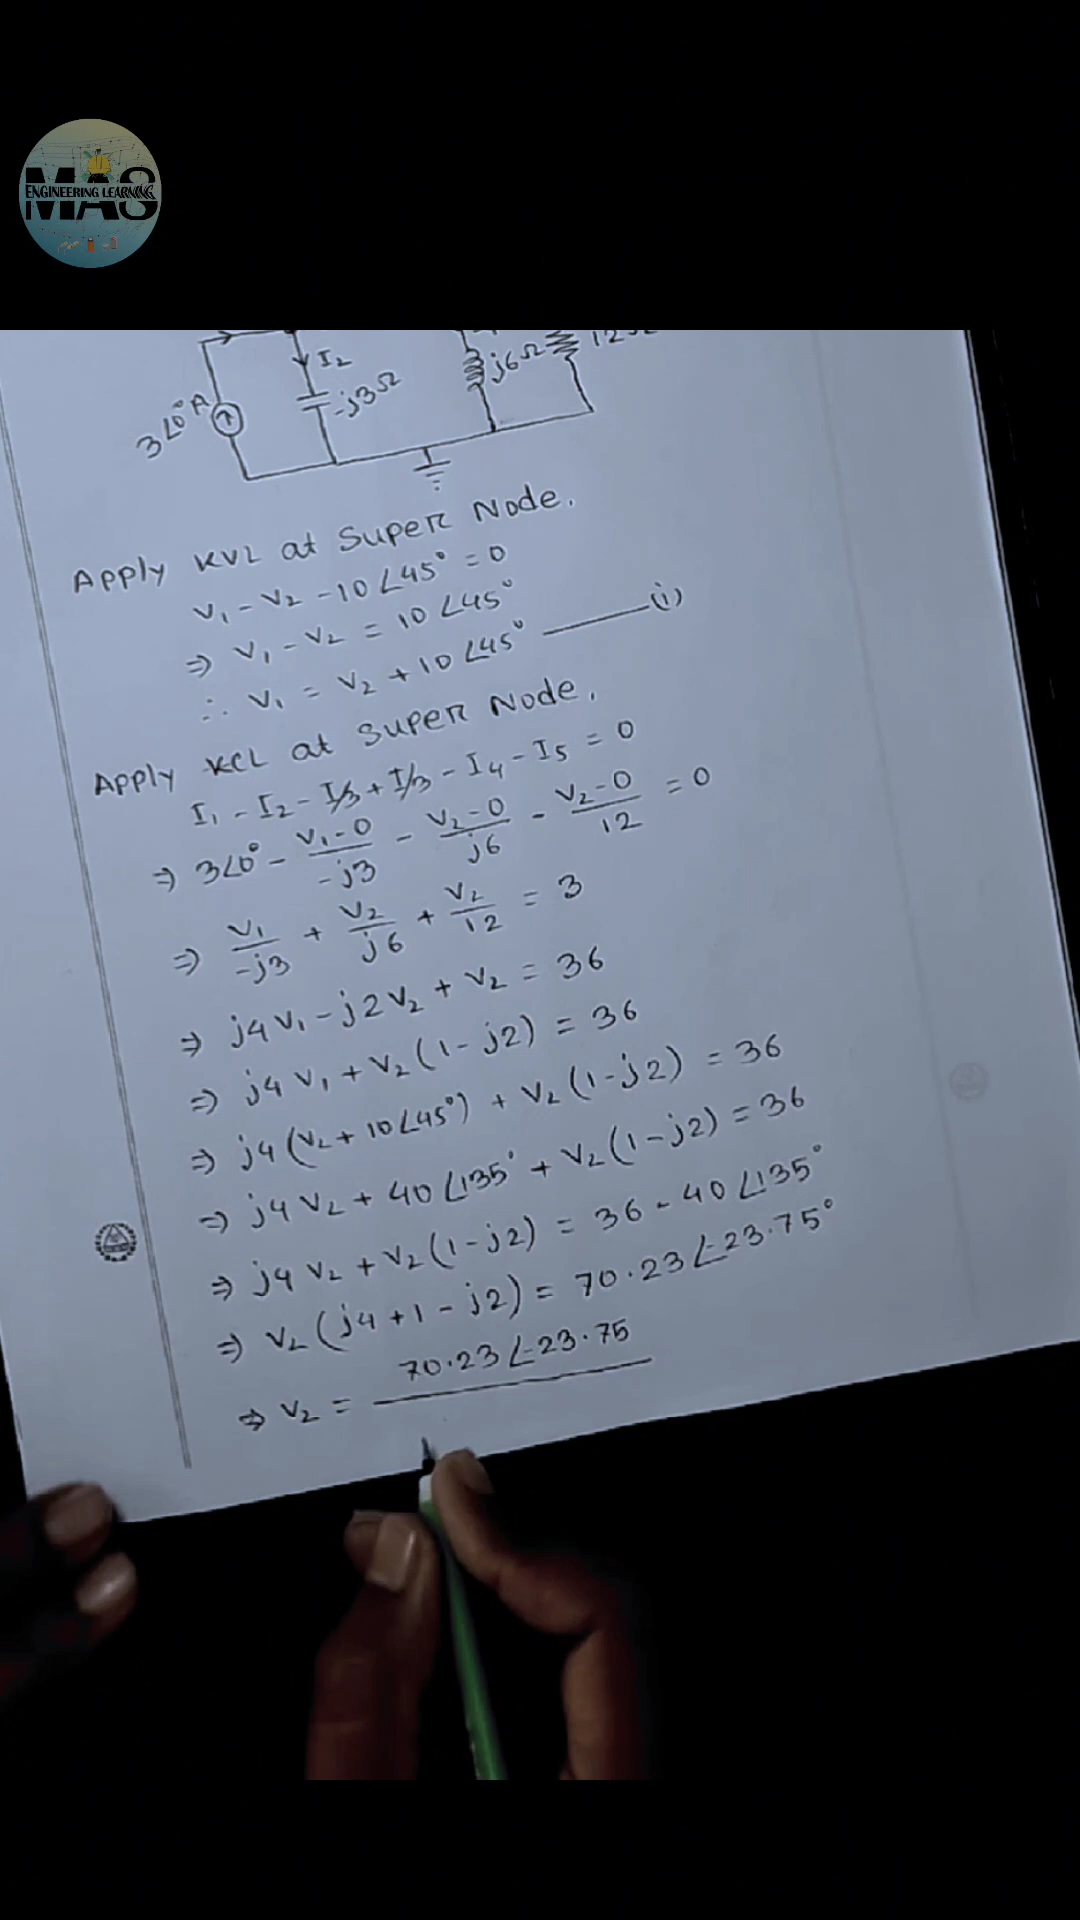 MAS
ENGINEERING LEARNING
3∠0° A
I₂
-j3Ω
j6Ω
Apply KVL at Super Node.
V₁ - V₂ - 10∠45° = 0
⇒ V₁ - V₂ = 10∠45°
∴ V₁ = V₂ + 10∠45° ——— (i)
Apply KCL at Super Node,
I₁ - I₂ - I₃ + I₃ - I₄ - I₅ = 0
⇒ 3∠0° - (V₁-0)/(-j3) - (V₂-0)/(j6) - (V₂-0)/12 = 0
⇒ V₁/(-j3) + V₂/(j6) + V₂/12 = 3
⇒ j4V₁ - j2V₂ + V₂ = 36
⇒ j4V₁ + V₂(1-j2) = 36
⇒ j4(V₂ + 10∠45°) + V₂(1-j2) = 36
⇒ j4V₂ + 40∠135° + V₂(1-j2) = 36
⇒ j4V₂ + V₂(1-j2) = 36 - 40∠135°
⇒ V₂(j4+1-j2) = 70.23∠-23.75°
⇒ V₂ = 70.23∠-23.75